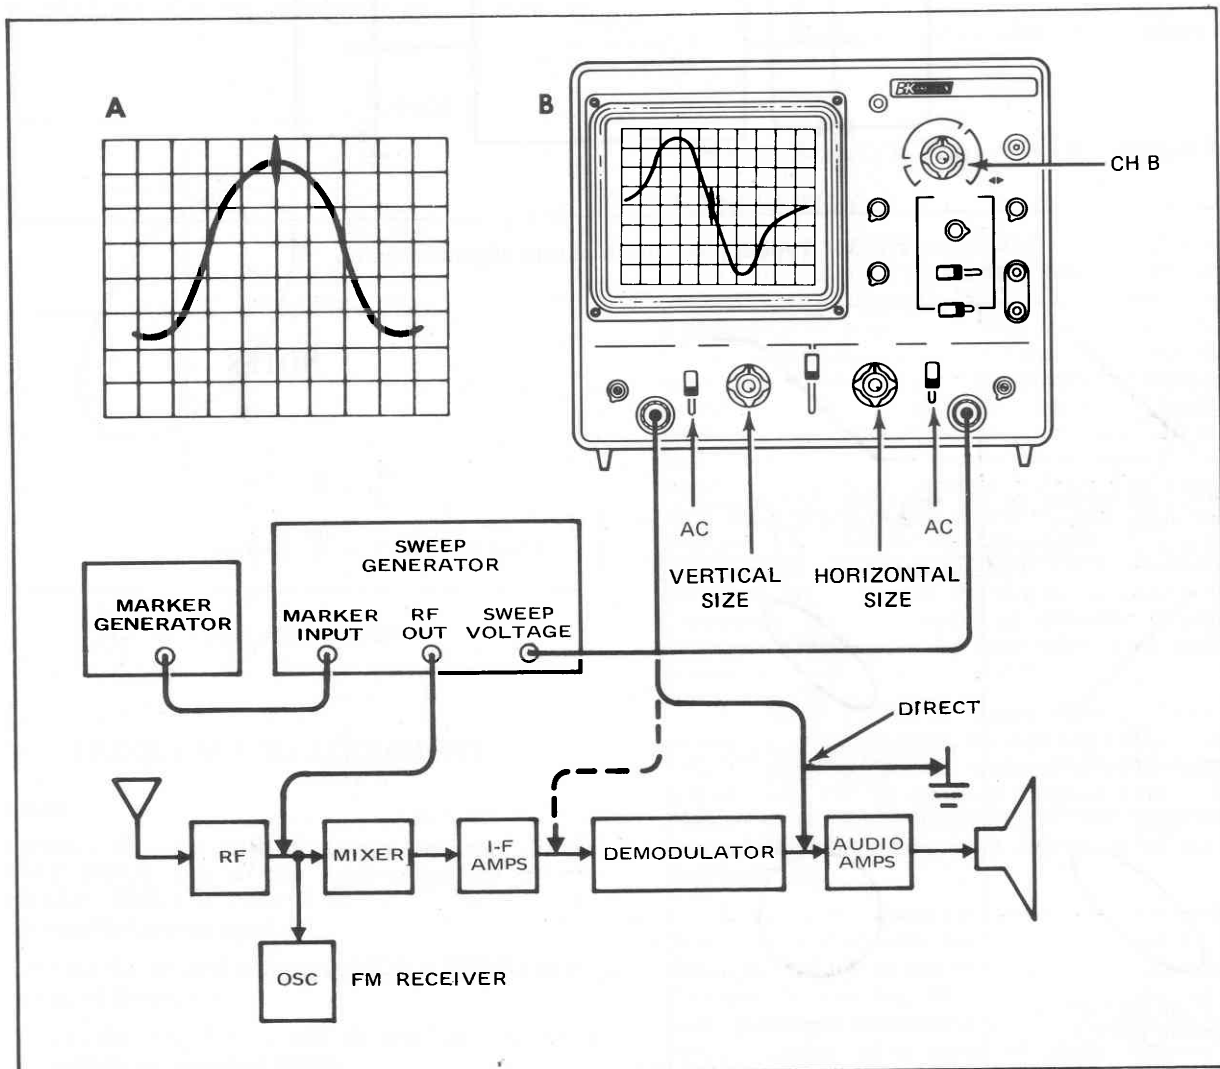 A
B
BK
CH B
AC
AC
VERTICAL
SIZE
HORIZONTAL
SIZE
SWEEP
GENERATOR
MARKER
GENERATOR
MARKER
INPUT
RF
OUT
SWEEP
VOLTAGE
DIRECT
RF
MIXER
I-F
AMPS
DEMODULATOR
AUDIO
AMPS
OSC
FM RECEIVER